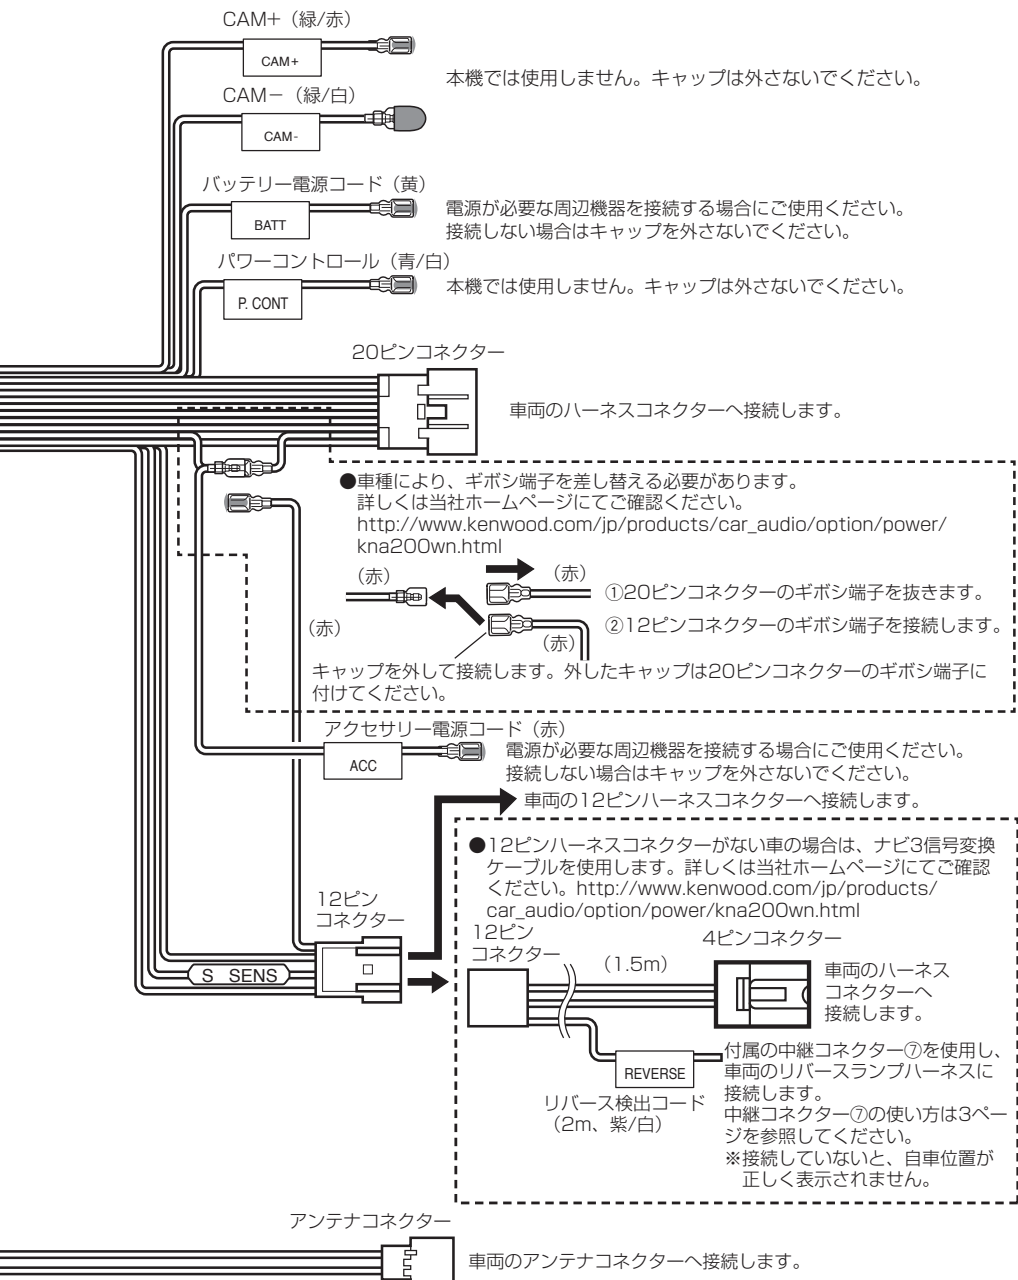 CAM＋（緑/赤）
CAM+
本機では使用しません。キャップは外さないでください。
CAM－（緑/白）
CAM-
バッテリー電源コード（黄）
BATT
電源が必要な周辺機器を接続する場合にご使用ください。
接続しない場合はキャップを外さないでください。
パワーコントロール（青/白）
P. CONT
本機では使用しません。キャップは外さないでください。
20ピンコネクター
車両のハーネスコネクターへ接続します。
●車種により、ギボシ端子を差し替える必要があります。
詳しくは当社ホームページにてご確認ください。
http://www.kenwood.com/jp/products/car_audio/option/power/
kna200wn.html
（赤）
（赤）
①20ピンコネクターのギボシ端子を抜きます。
（赤）
②12ピンコネクターのギボシ端子を接続します。
（赤）
キャップを外して接続します。外したキャップは20ピンコネクターのギボシ端子に
付けてください。
アクセサリー電源コード（赤）
ACC
電源が必要な周辺機器を接続する場合にご使用ください。
接続しない場合はキャップを外さないでください。
車両の12ピンハーネスコネクターへ接続します。
●12ピンハーネスコネクターがない車の場合は、ナビ3信号変換
ケーブルを使用します。詳しくは当社ホームページにてご確認
ください。http://www.kenwood.com/jp/products/
car_audio/option/power/kna200wn.html
12ピン
コネクター
S SENS
12ピン
コネクター
（1.5m）
4ピンコネクター
車両のハーネス
コネクターへ
接続します。
REVERSE
リバース検出コード
（2m、紫/白）
付属の中継コネクター⑦を使用し、
車両のリバースランプハーネスに
接続します。
中継コネクター⑦の使い方は3ペー
ジを参照してください。
※接続していないと、自車位置が
正しく表示されません。
アンテナコネクター
車両のアンテナコネクターへ接続します。